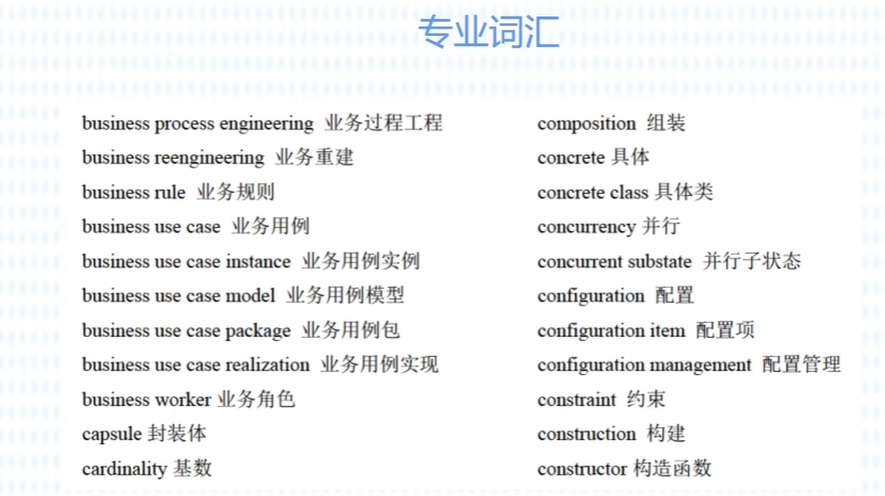 专业词汇
business process engineering 业务过程工程
business reengineering 业务重建
business rule 业务规则
business use case 业务用例
business use case instance 业务用例实例
business use case model 业务用例模型
business use case package 业务用例包
business use case realization 业务用例实现
business worker 业务角色
capsule 封装体
cardinality 基数
composition 组装
concrete 具体
concrete class 具体类
concurrency 并行
concurrent substate 并行子状态
configuration 配置
configuration item 配置项
configuration management 配置管理
constraint 约束
construction 构建
constructor 构造函数